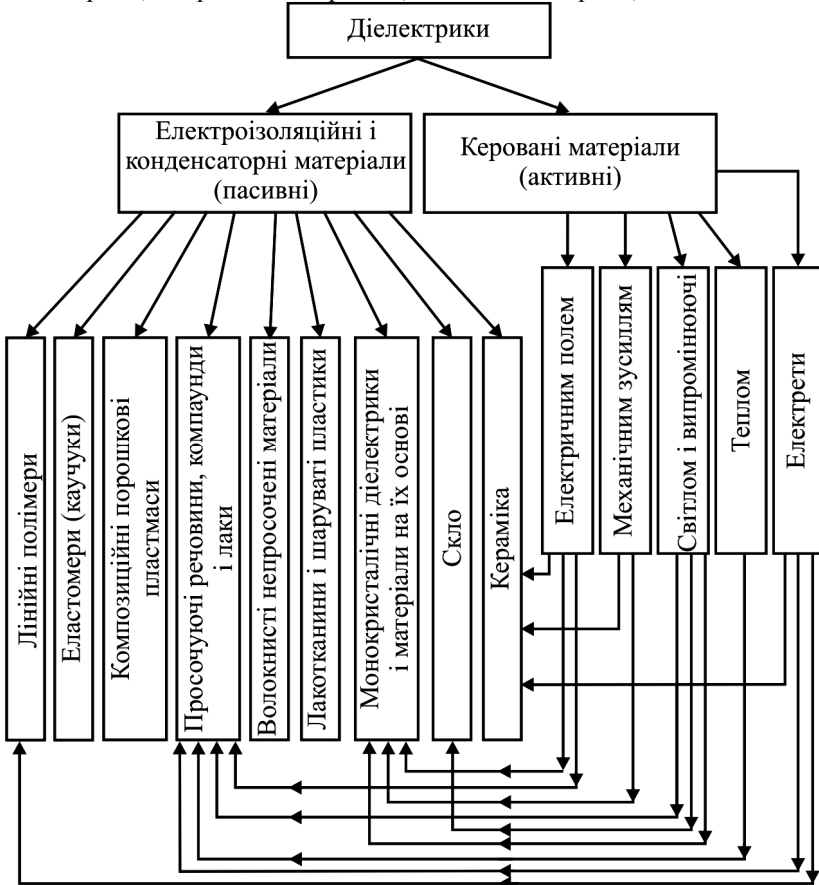 Діелектрики
Електроізоляційні і
конденсаторні матеріали
(пасивні)
Керовані матеріали
(активні)
Лінійні полімери
Еластомери (каучуки)
Композиційні порошкові
пластмаси
Просочуючі речовини, компаунди
і лаки
Волокнисті непросочені матеріали
Лакотканини і шаруваті пластики
Монокристалічні діелектрики
і матеріали на їх основі
Скло
Кераміка
Електричним полем
Механічним зусиллям
Світлом і випромінюючі
Теплом
Електрети